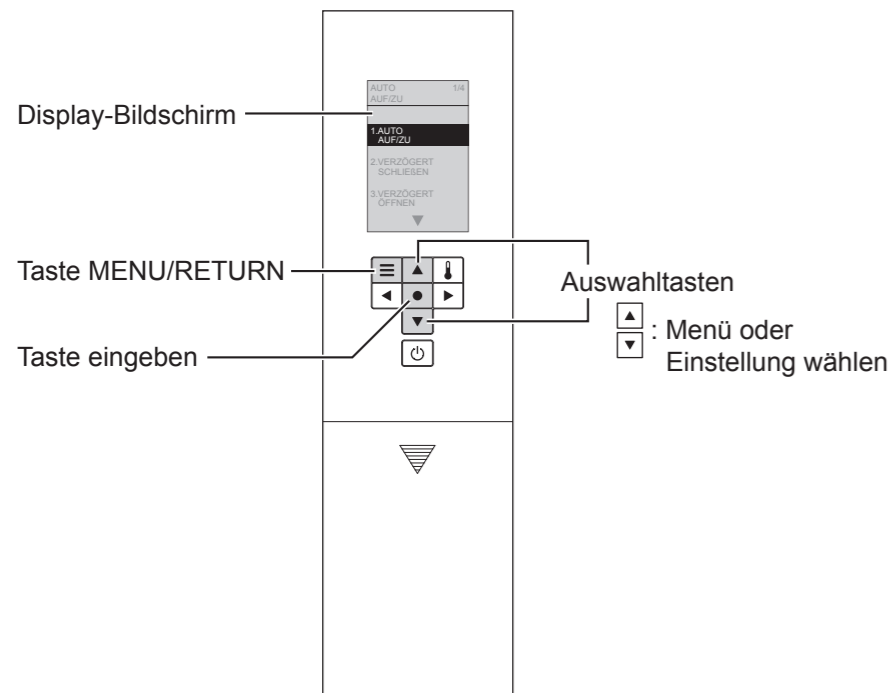 AUTO 1/4
AUF/ZU
1.AUTO
AUF/ZU
2.VERZÖGERT
SCHLIEßEN
3.VERZÖGERT
ÖFFNEN
Display-Bildschirm
Taste MENU/RETURN
Taste eingeben
Auswahltasten
: Menü oder
Einstellung wählen